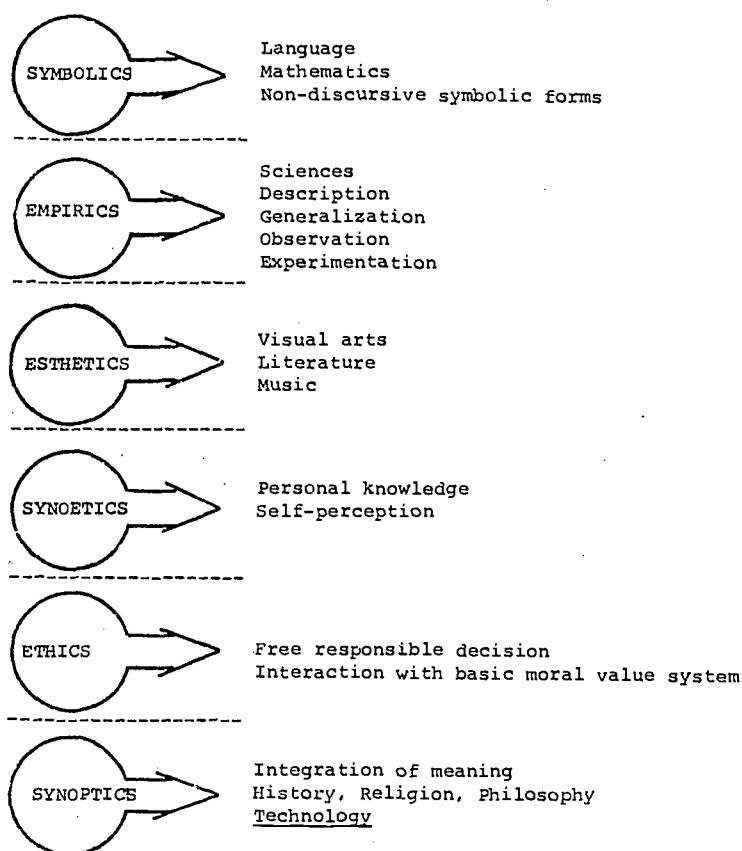 SYMBOLICS
Language
Mathematics
Non-discursive symbolic forms
EMPIRICS
Sciences
Description
Generalization
Observation
Experimentation
ESTHETICS
Visual arts
Literature
Music
SYNOETICS
Personal knowledge
Self-perception
ETHICS
Free responsible decision
Interaction with basic moral value system
SYNOPTICS
Integration of meaning
History, Religion, Philosophy
Technology